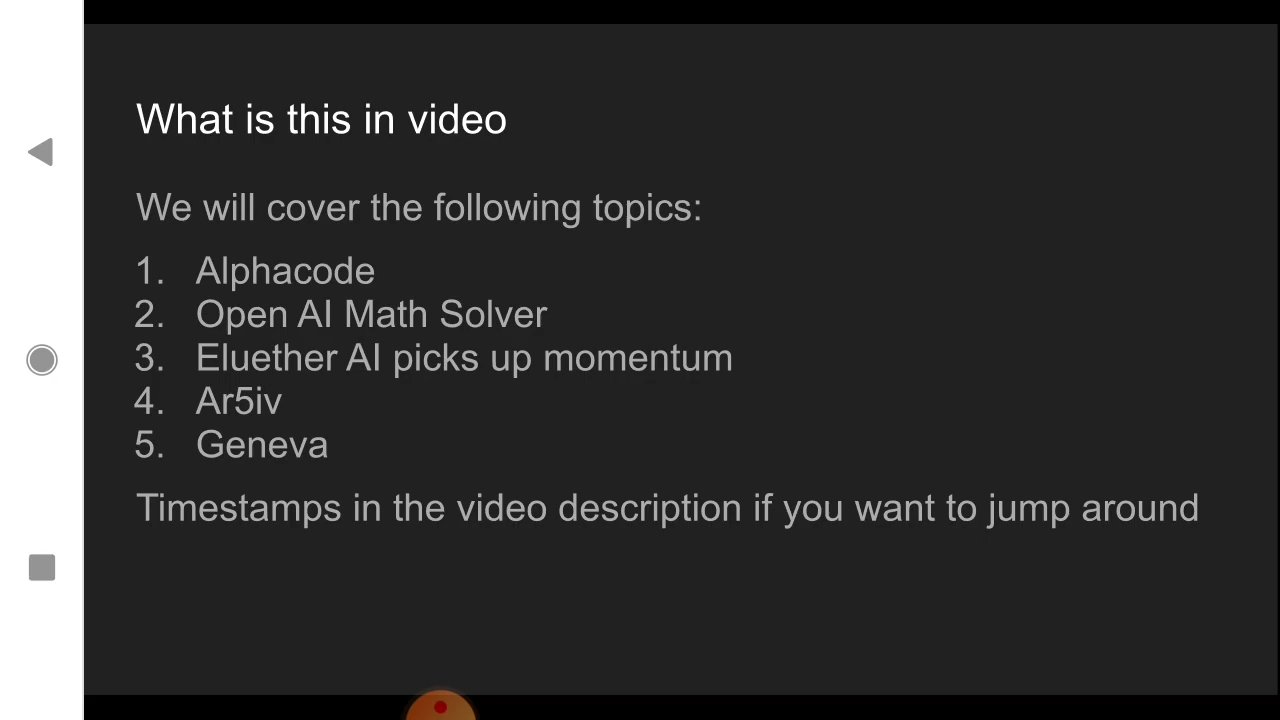 What is this in video
We will cover the following topics:
1. Alphacode
2. Open AI Math Solver
3. Eluether AI picks up momentum
4. Ar5iv
5. Geneva
Timestamps in the video description if you want to jump around